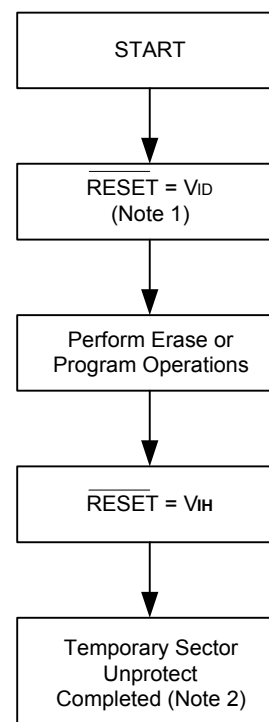 START
RESET = VID
(Note 1)
Perform Erase or
Program Operations
RESET = VIH
Temporary Sector
Unprotect
Completed (Note 2)